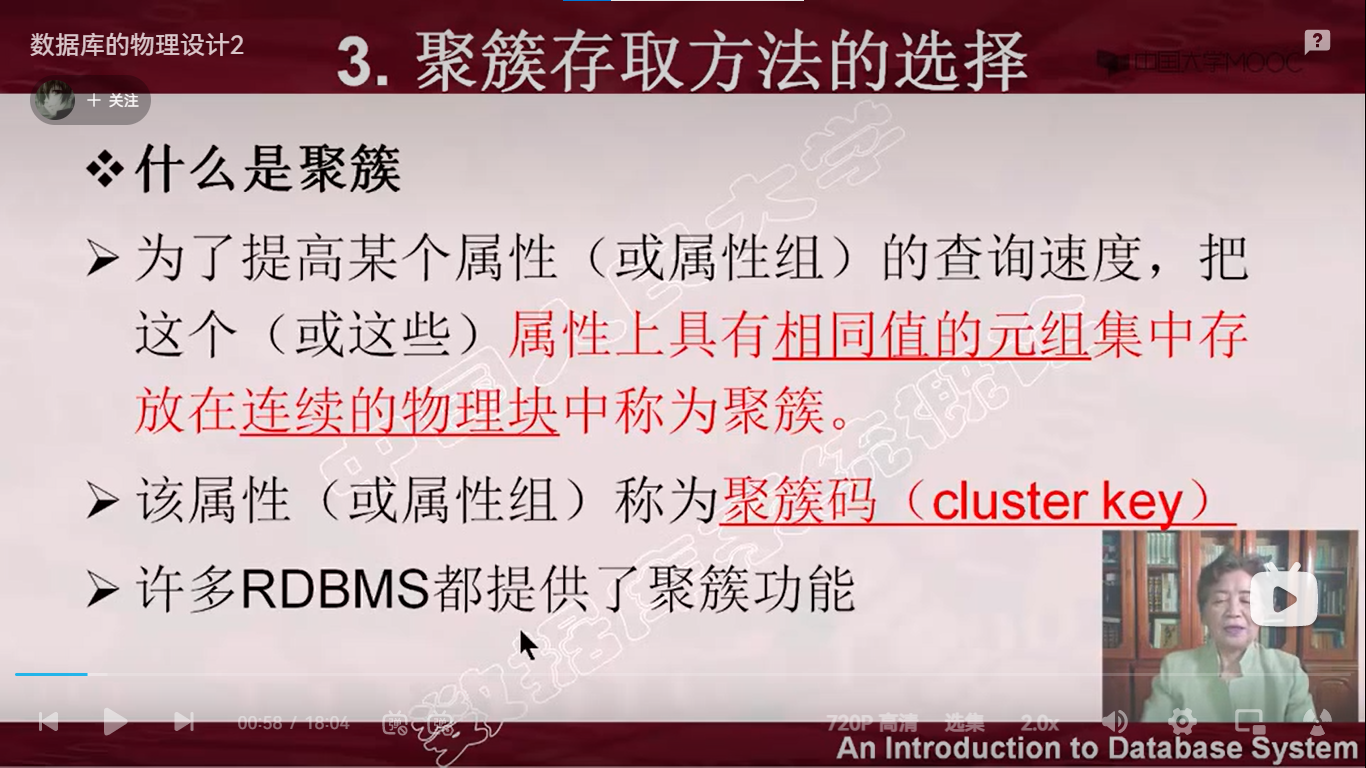 数据库的物理设计2
3. 聚簇存取方法的选择
中国大学MOOC
+ 关注
❖什么是聚簇
➢为了提高某个属性（或属性组）的查询速度，把
这个（或这些）属性上具有相同值的元组集中存
放在连续的物理块中称为聚簇。
➢该属性（或属性组）称为聚簇码（cluster key）
➢许多RDBMS都提供了聚簇功能
中国人民大学
数据库系统概论
00:58 / 18:04
720P 高清
选集
2.0x
An Introduction to Database System